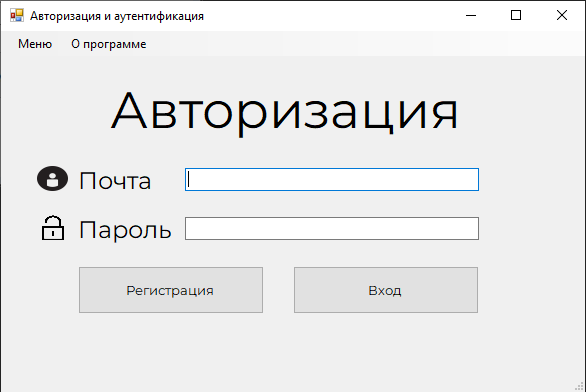 Авторизация и аутентификация
Меню О программе
Авторизация
Почта
Пароль
Регистрация Вход